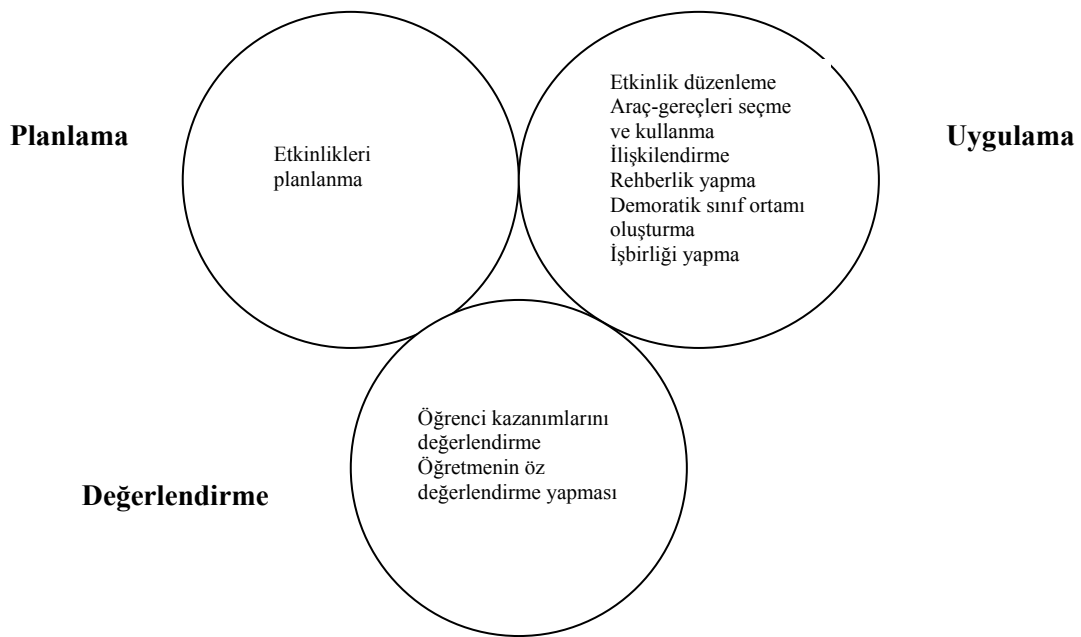 Planlama
Etkinlikleri
planlanma
Etkinlik düzenleme
Araç-gereçleri seçme
ve kullanma
İlişkilendirme
Rehberlik yapma
Demoratik sınıf ortamı
oluşturma
İşbirliği yapma
Uygulama
Öğrenci kazanımlarını
değerlendirme
Öğretmenin öz
değerlendirme yapması
Değerlendirme